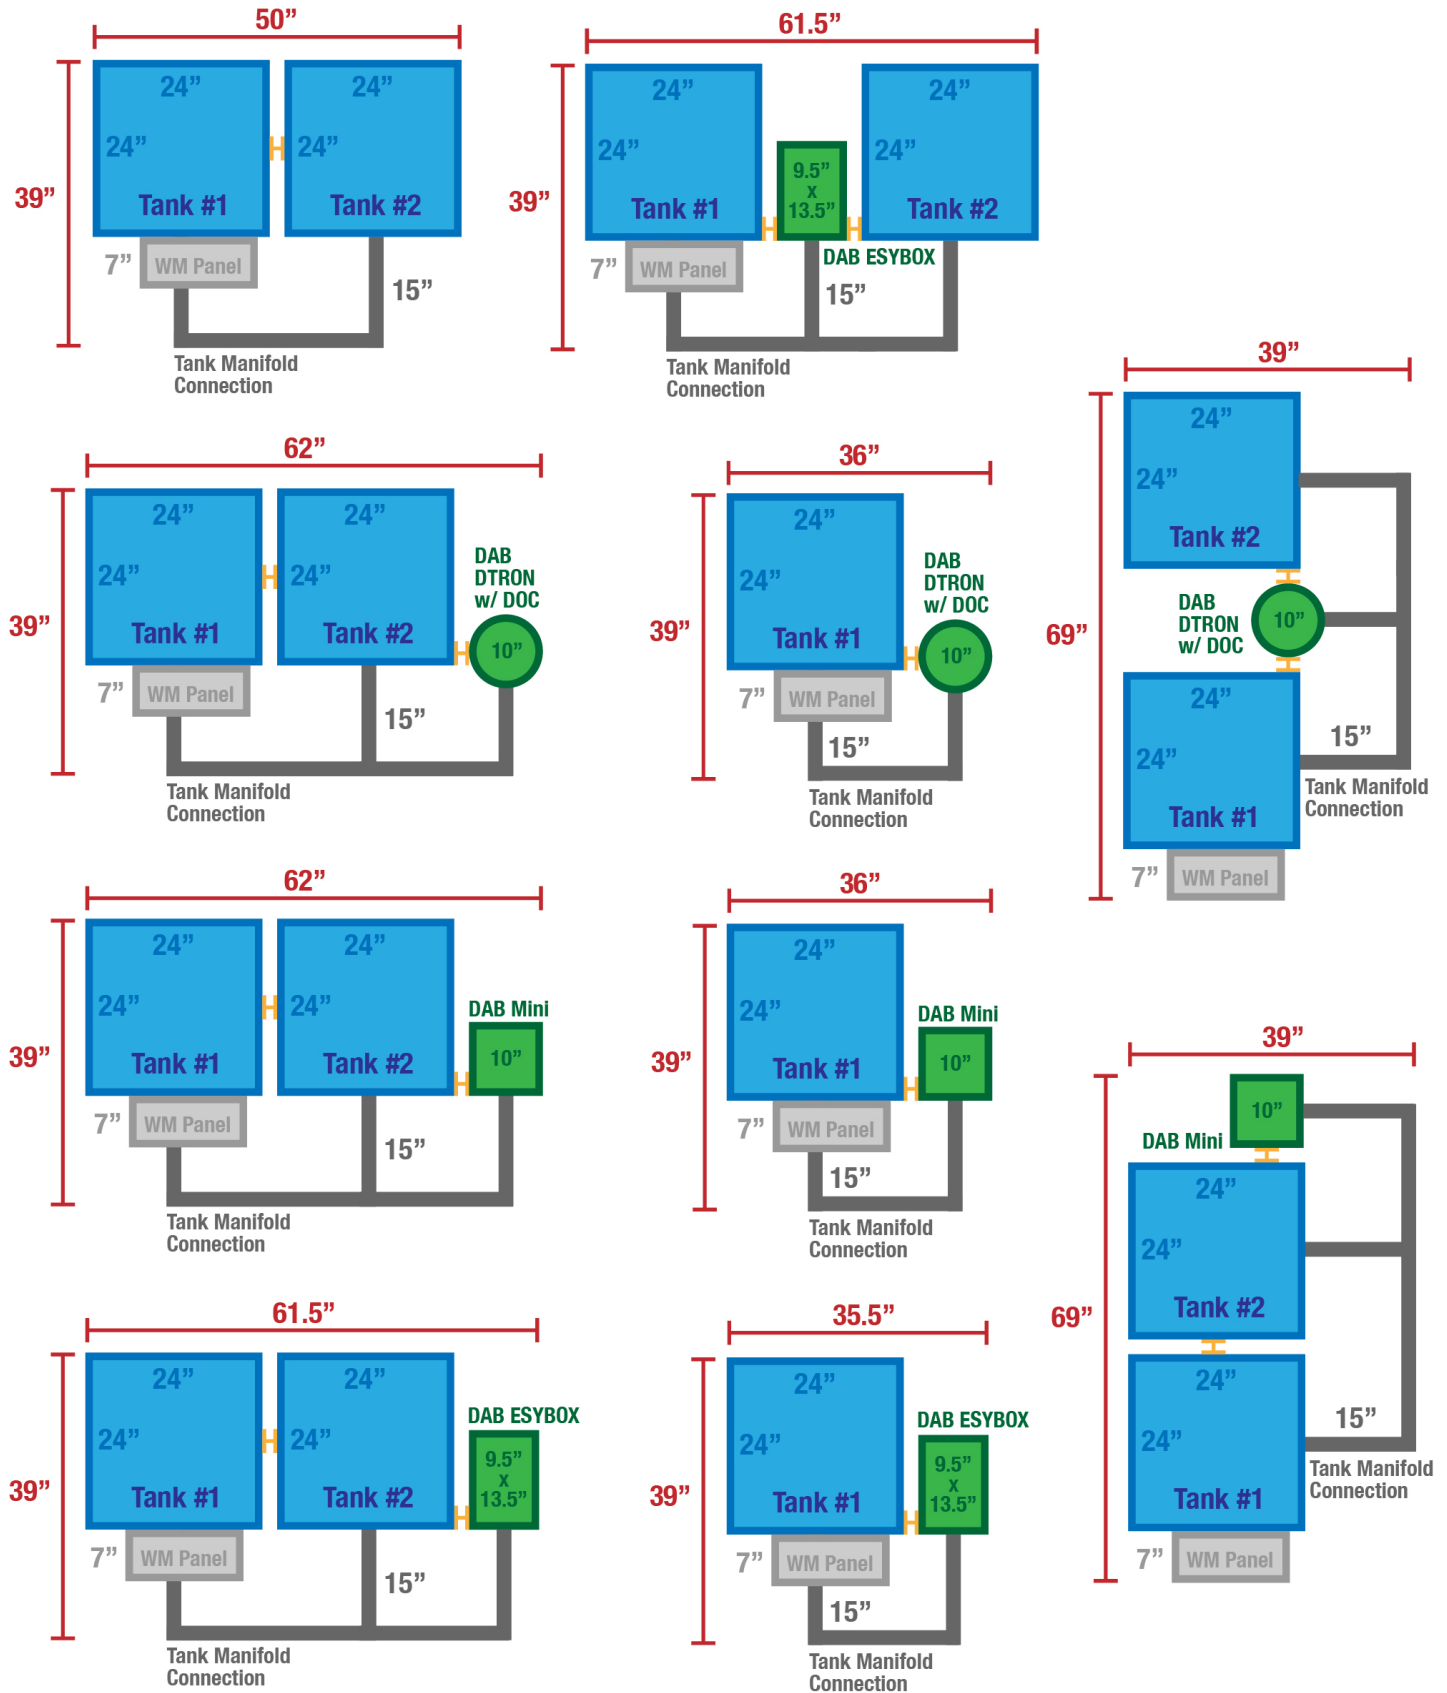 50”
24”
24”
24”
24”
39”
Tank #1
Tank #2
7”
WM Panel
15”
Tank Manifold
Connection
61.5”
24”
24”
24”
24”
9.5”
x
13.5”
39”
Tank #1
Tank #2
DAB ESYBOX
7”
WM Panel
15”
Tank Manifold
Connection
39”
24”
24”
Tank #2
DAB
DTRON
w/ DOC
10”
69”
24”
24”
15”
Tank Manifold
Connection
Tank #1
7”
WM Panel
62”
24”
24”
24”
24”
DAB
DTRON
w/ DOC
39”
Tank #1
Tank #2
10”
7”
WM Panel
15”
Tank Manifold
Connection
36”
24”
24”
DAB
DTRON
w/ DOC
39”
Tank #1
10”
7”
WM Panel
15”
Tank Manifold
Connection
62”
24”
24”
24”
24”
DAB Mini
39”
Tank #1
Tank #2
10”
7”
WM Panel
15”
Tank Manifold
Connection
36”
24”
24”
DAB Mini
39”
Tank #1
10”
7”
WM Panel
15”
Tank Manifold
Connection
39”
10”
DAB Mini
24”
24”
Tank #2
69”
24”
24”
15”
Tank Manifold
Connection
Tank #1
7”
WM Panel
61.5”
24”
24”
24”
24”
DAB ESYBOX
9.5”
x
13.5”
39”
Tank #1
Tank #2
7”
WM Panel
15”
Tank Manifold
Connection
35.5”
24”
24”
DAB ESYBOX
9.5”
x
13.5”
39”
Tank #1
7”
WM Panel
15”
Tank Manifold
Connection